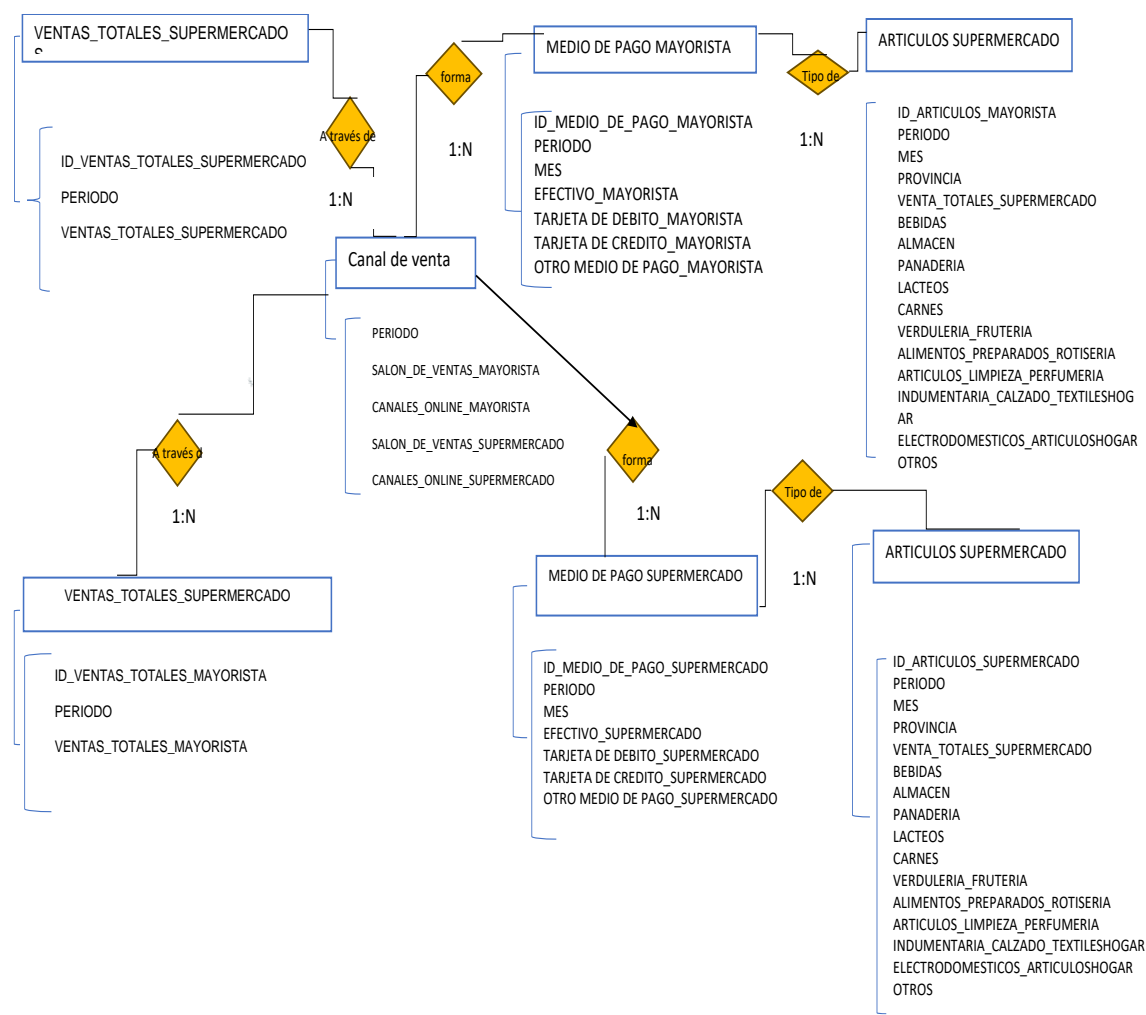 VENTAS_TOTALES_SUPERMERCADO
S
A través de
1:N
ID_VENTAS_TOTALES_SUPERMERCADO
PERIODO
VENTAS_TOTALES_SUPERMERCADO
forma
1:N
MEDIO DE PAGO MAYORISTA
ID_MEDIO_DE_PAGO_MAYORISTA
PERIODO
MES
EFECTIVO_MAYORISTA
TARJETA DE DEBITO_MAYORISTA
TARJETA DE CREDITO_MAYORISTA
OTRO MEDIO DE PAGO_MAYORISTA
Tipo de
1:N
ARTICULOS SUPERMERCADO
ID_ARTICULOS_MAYORISTA
PERIODO
MES
PROVINCIA
VENTA_TOTALES_SUPERMERCADO
BEBIDAS
ALMACEN
PANADERIA
LACTEOS
CARNES
VERDULERIA_FRUTERIA
ALIMENTOS_PREPARADOS_ROTISERIA
ARTICULOS_LIMPIEZA_PERFUMERIA
INDUMENTARIA_CALZADO_TEXTILESHOG
AR
ELECTRODOMESTICOS_ARTICULOSHOGAR
OTROS
Canal de venta
PERIODO
SALON_DE_VENTAS_MAYORISTA
CANALES_ONLINE_MAYORISTA
SALON_DE_VENTAS_SUPERMERCADO
CANALES_ONLINE_SUPERMERCADO
A través d
1:N
VENTAS_TOTALES_SUPERMERCADO
ID_VENTAS_TOTALES_MAYORISTA
PERIODO
VENTAS_TOTALES_MAYORISTA
forma
1:N
MEDIO DE PAGO SUPERMERCADO
ID_MEDIO_DE_PAGO_SUPERMERCADO
PERIODO
MES
EFECTIVO_SUPERMERCADO
TARJETA DE DEBITO_SUPERMERCADO
TARJETA DE CREDITO_SUPERMERCADO
OTRO MEDIO DE PAGO_SUPERMERCADO
Tipo de
1:N
ARTICULOS SUPERMERCADO
ID_ARTICULOS_SUPERMERCADO
PERIODO
MES
PROVINCIA
VENTA_TOTALES_SUPERMERCADO
BEBIDAS
ALMACEN
PANADERIA
LACTEOS
CARNES
VERDULERIA_FRUTERIA
ALIMENTOS_PREPARADOS_ROTISERIA
ARTICULOS_LIMPIEZA_PERFUMERIA
INDUMENTARIA_CALZADO_TEXTILESHOGAR
ELECTRODOMESTICOS_ARTICULOSHOGAR
OTROS